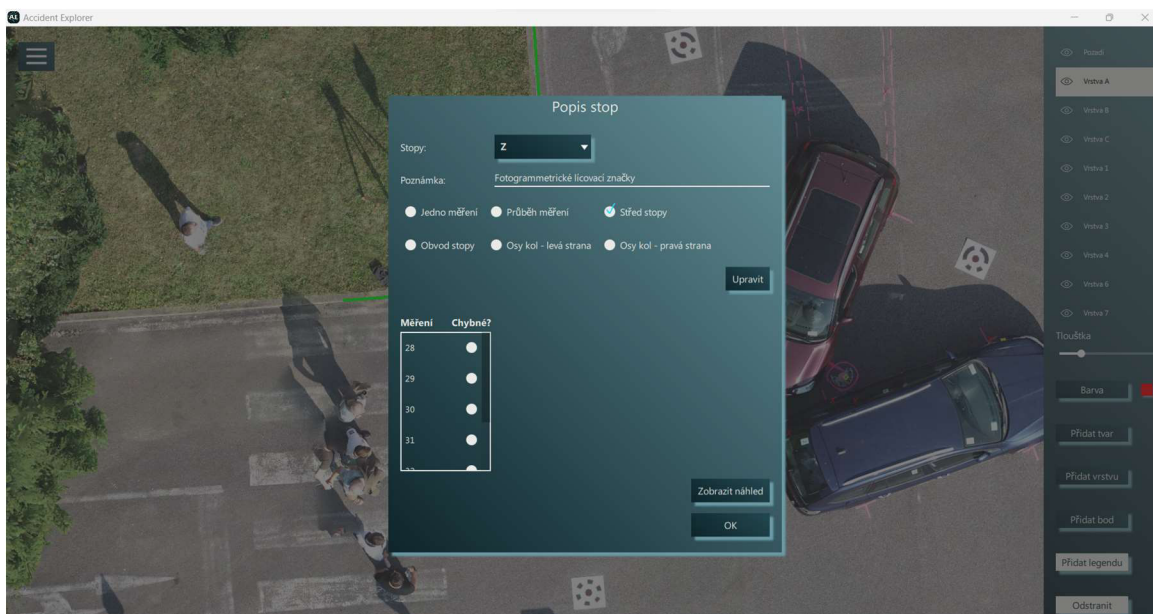 Accident Explorer
Popis stop
Stopy: Z
Poznámka: Fotogrammetrické lícovací značky
Jedno měření Průběh měření Střed stopy
Obvod stopy Osy kol - levá strana Osy kol - pravá strana
Upravit
Měření Chybné?
28
29
30
31
Zobrazit náhled
OK
Pozadí
Vrstva A
Vrstva B
Vrstva C
Vrstva 1
Vrstva 2
Vrstva 3
Vrstva 4
Vrstva 6
Vrstva 7
Tloušťka
Barva
Přidat tvar
Přidat vrstvu
Přidat bod
Přidat legendu
Odstranit